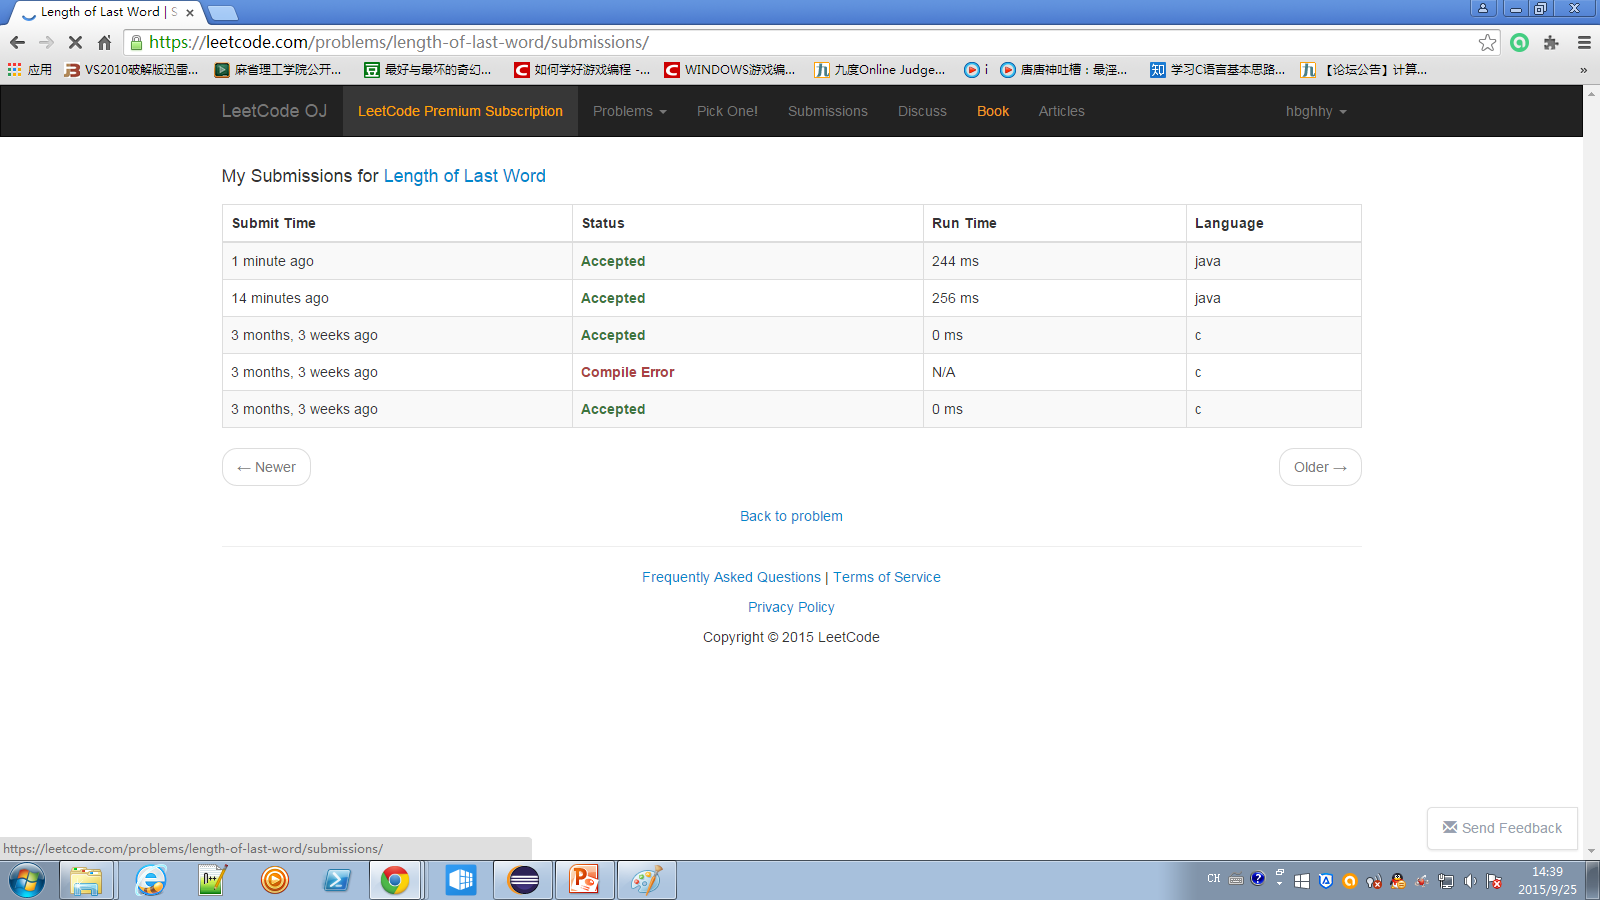 Length of Last Word | S
https://leetcode.com/problems/length-of-last-word/submissions/
应用 VS2010破解版迅雷... 麻省理工学院公开... 最好与最坏的奇幻... 如何学好游戏编程 -... WINDOWS游戏编... 九度Online Judge... i 唐唐神吐槽：最淫... 学习C语言基本思路... 【论坛公告】计算... »
LeetCode OJ LeetCode Premium Subscription Problems Pick One! Submissions Discuss Book Articles hbghhy
My Submissions for Length of Last Word
Submit Time Status Run Time Language
1 minute ago Accepted 244 ms java
14 minutes ago Accepted 256 ms java
3 months, 3 weeks ago Accepted 0 ms c
3 months, 3 weeks ago Compile Error N/A c
3 months, 3 weeks ago Accepted 0 ms c
← Newer Older →
Back to problem
Frequently Asked Questions | Terms of Service
Privacy Policy
Copyright © 2015 LeetCode
Send Feedback
https://leetcode.com/problems/length-of-last-word/submissions/
CH 14:39
2015/9/25